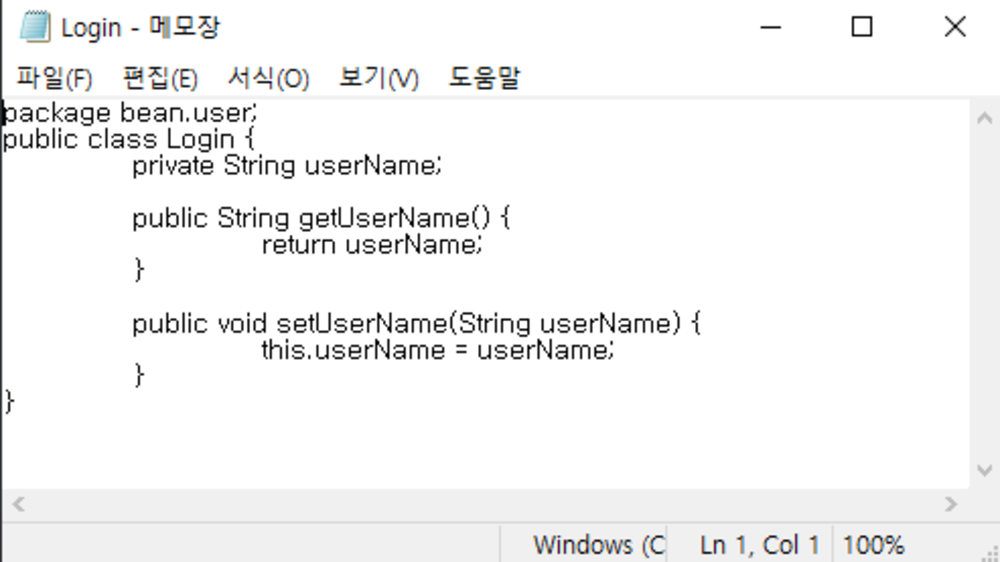 Login - 메모장
파일(F) 편집(E) 서식(O) 보기(V) 도움말
package bean.user;
public class Login {
private String userName;
public String getUserName() {
return userName;
}
public void setUserName(String userName) {
this.userName = userName;
}
}
Windows (C Ln 1, Col 1 100%